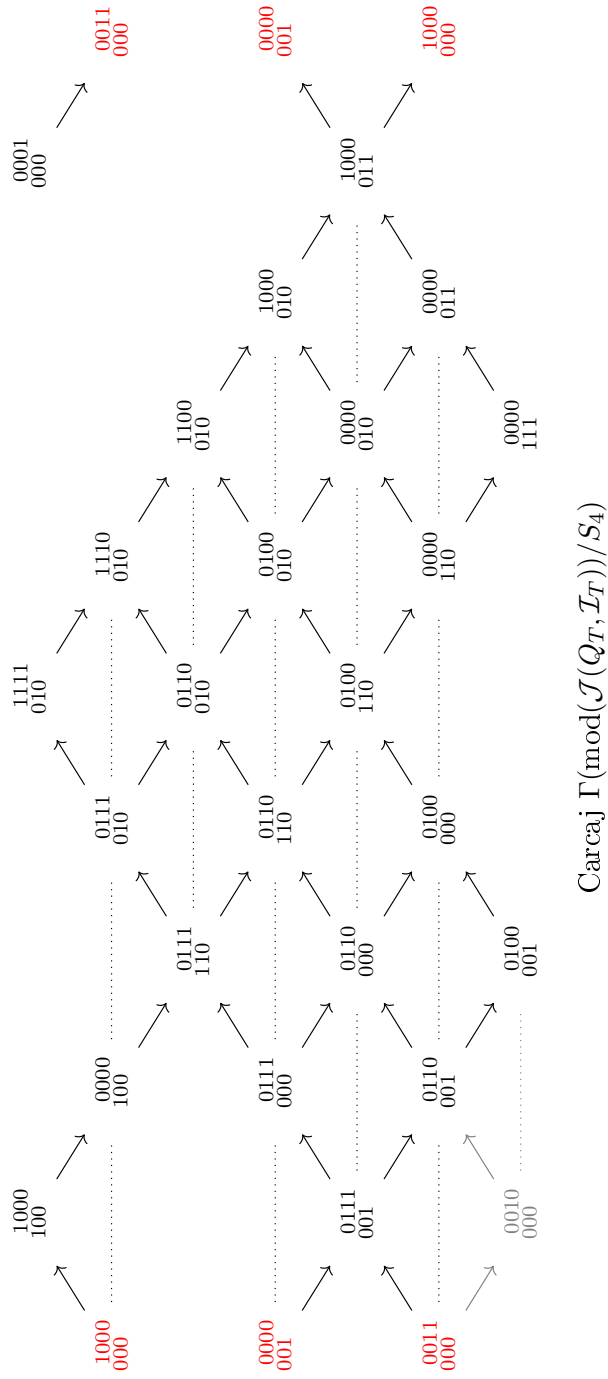 1000 1111 0001
100 010 000
1000 0000 0111 1110 0011
000 100 010 010 000
0111 0110 1100
110 010 010
0000 0111 0110 0100 1000 0000
001 000 110 010 010 001
0111 0110 0100 0000 1000
001 000 110 010 011
0011 0110 0100 0000 0000 1000
000 001 000 110 011 000
0010 0100 0000
000 001 111
Carcaj Γ(mod(𝒥(Q_T, ℐ_T))/S_4)